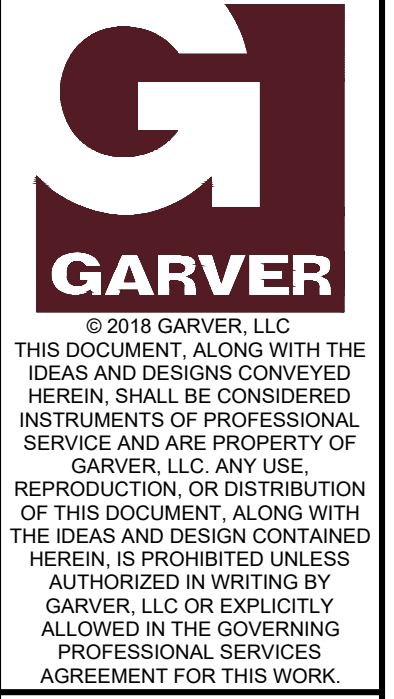 GARVER
© 2018 GARVER, LLC
THIS DOCUMENT, ALONG WITH THE
IDEAS AND DESIGNS CONVEYED
HEREIN, SHALL BE CONSIDERED
INSTRUMENTS OF PROFESSIONAL
SERVICE AND ARE PROPERTY OF
GARVER, LLC. ANY USE,
REPRODUCTION, OR DISTRIBUTION
OF THIS DOCUMENT, ALONG WITH
THE IDEAS AND DESIGN CONTAINED
HEREIN, IS PROHIBITED UNLESS
AUTHORIZED IN WRITING BY
GARVER, LLC OR EXPLICITLY
ALLOWED IN THE GOVERNING
PROFESSIONAL SERVICES
AGREEMENT FOR THIS WORK.